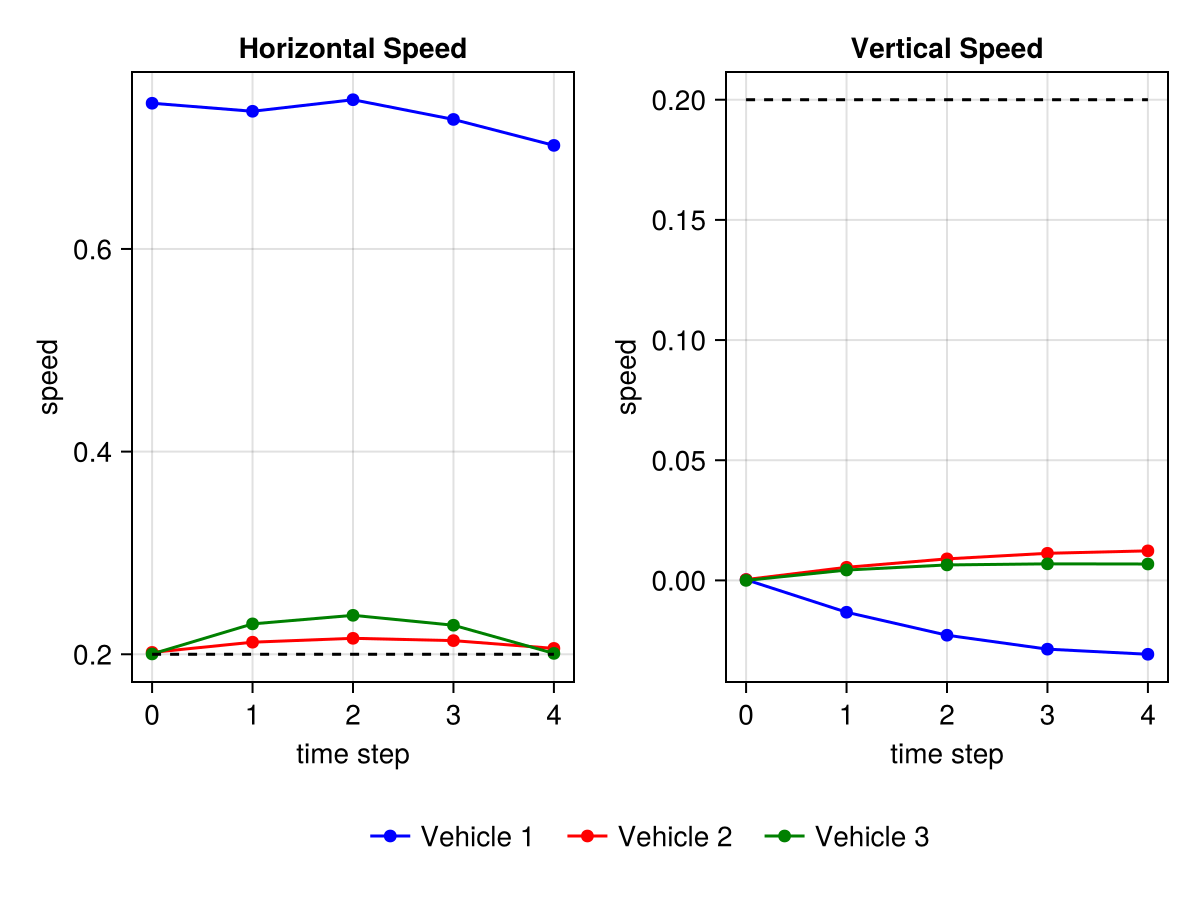 Horizontal Speed
speed
0.6
0.4
0.2
0 1 2 3 4
time step
Vertical Speed
speed
0.20
0.15
0.10
0.05
0.00
0 1 2 3 4
time step
Vehicle 1 Vehicle 2 Vehicle 3